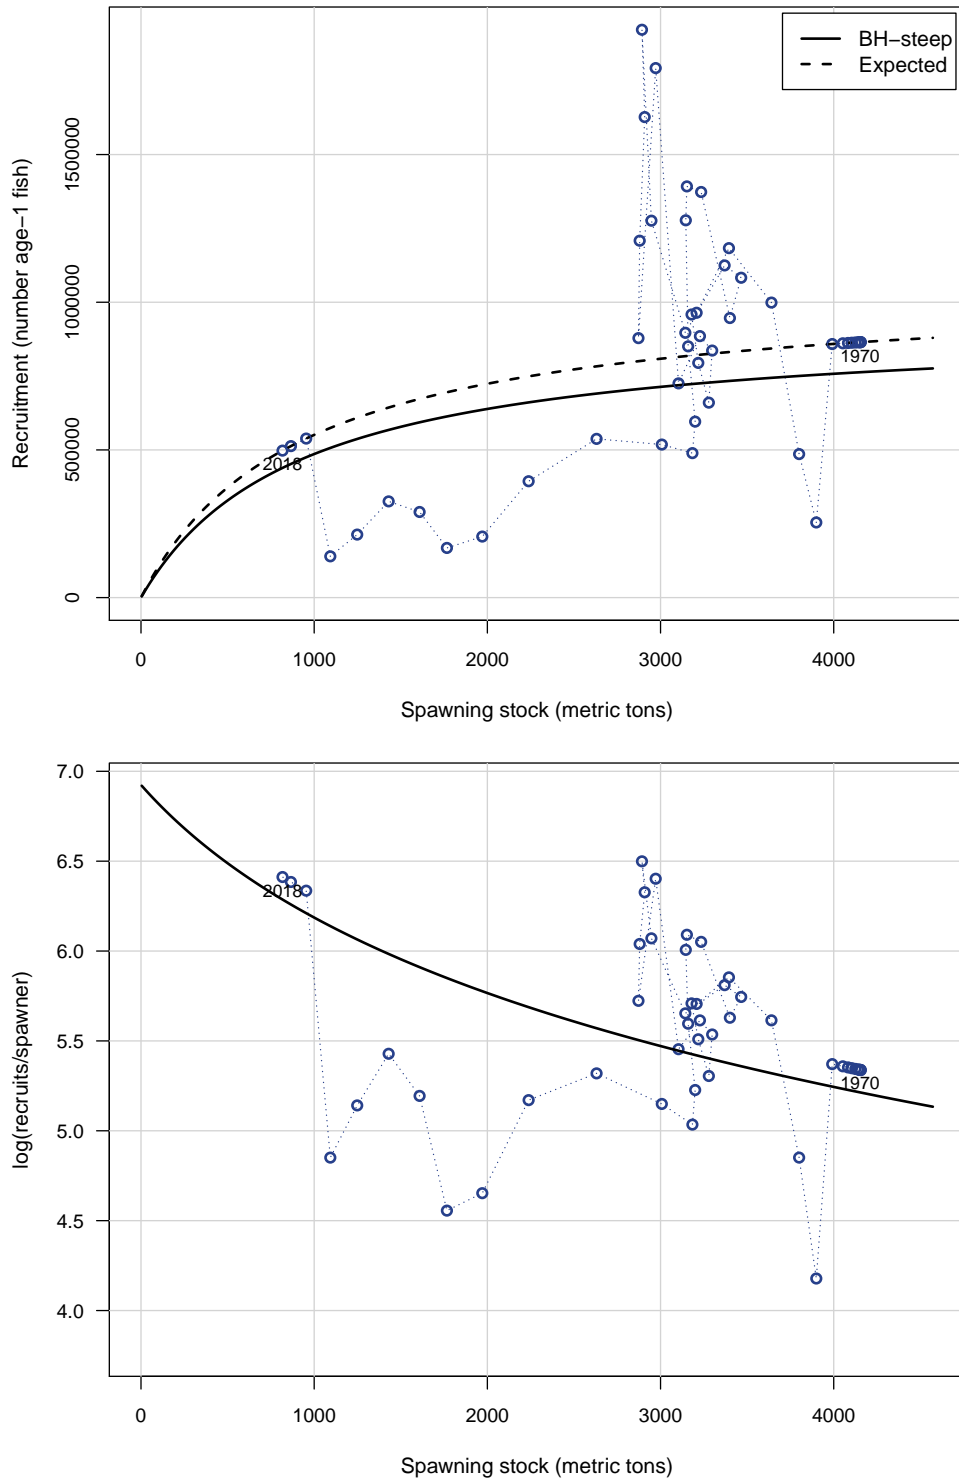 BH−steep
Expected
Recruitment (number age−1 fish)
1500000
1000000
500000
0
1970
2018
0 1000 2000 3000 4000
Spawning stock (metric tons)
log(recruits/spawner)
7.0
6.5
6.0
5.5
5.0
4.5
4.0
2018
1970
0 1000 2000 3000 4000
Spawning stock (metric tons)